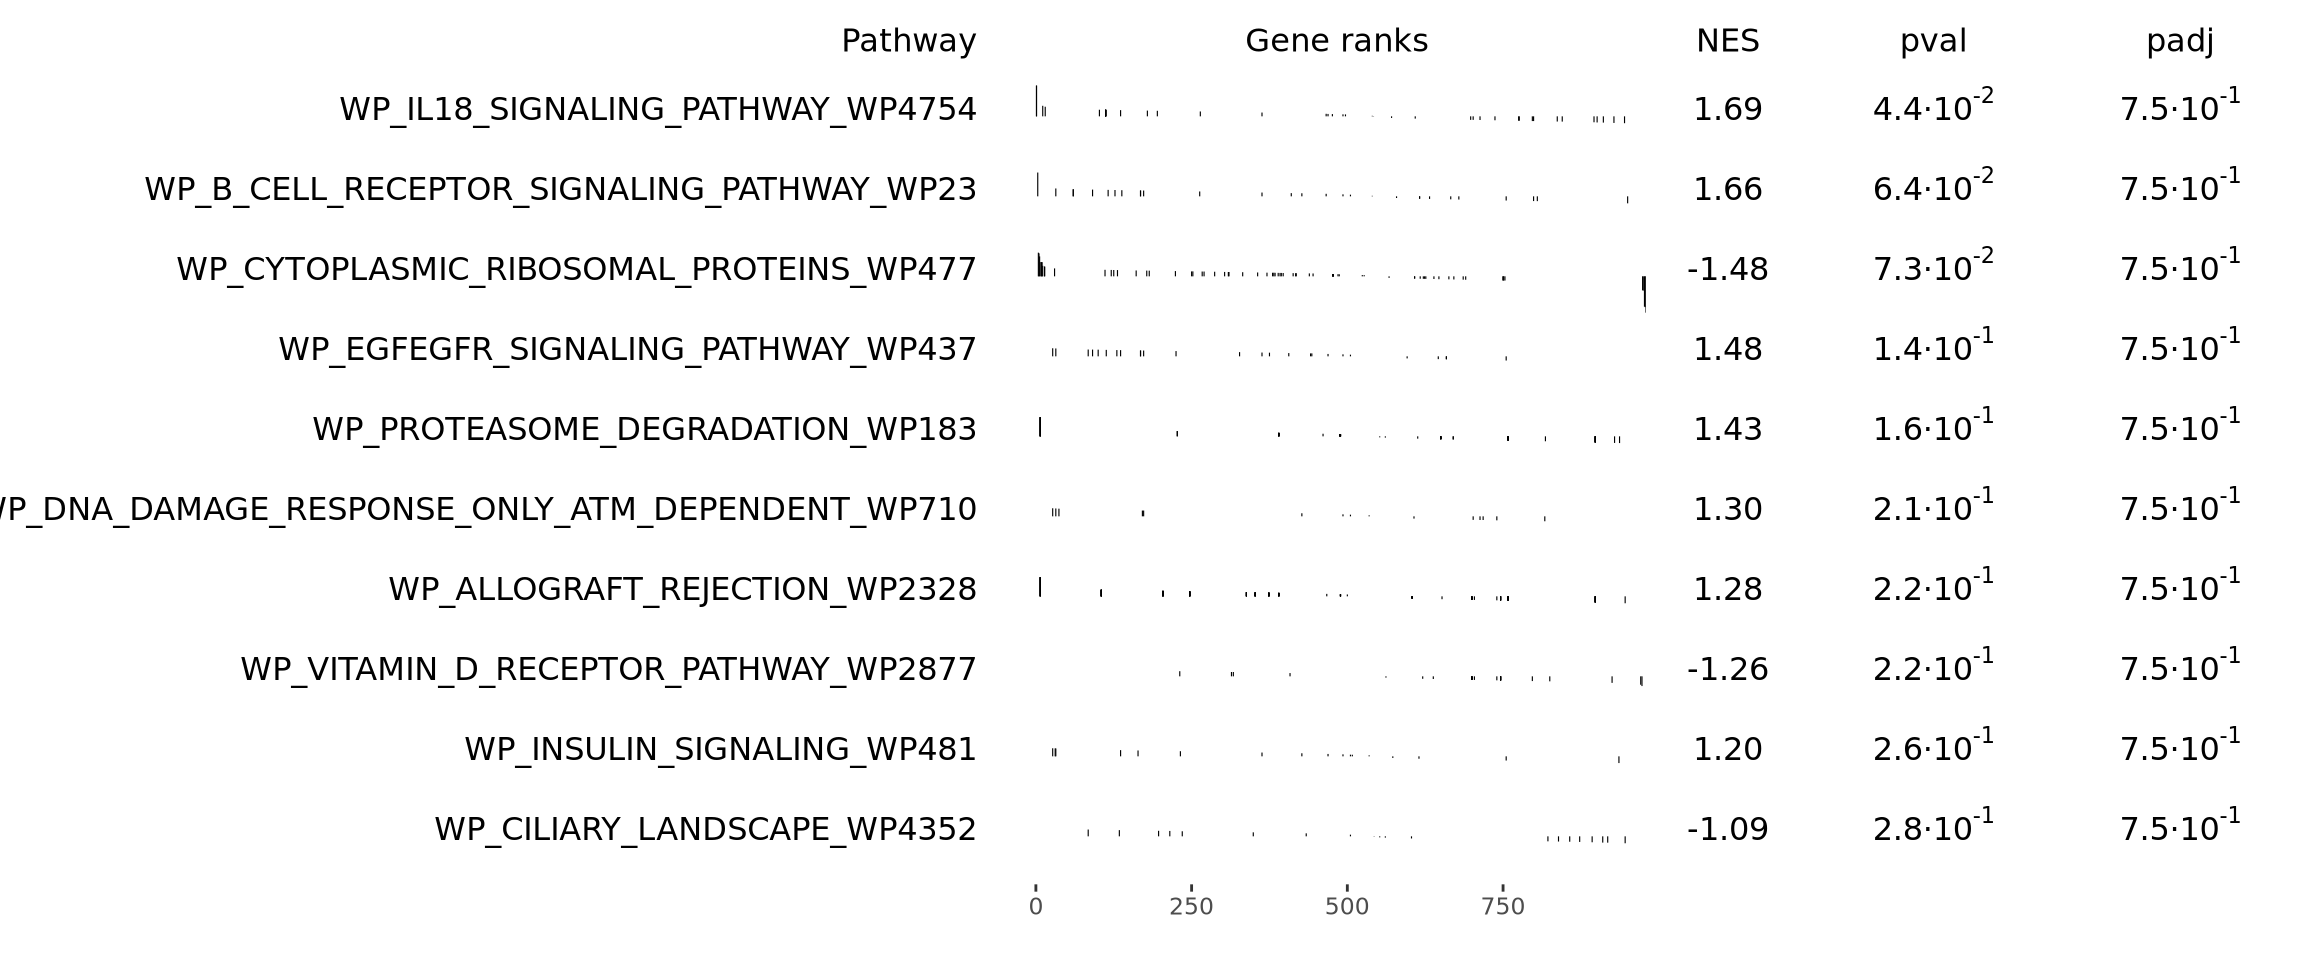 Pathway Gene ranks NES pval padj
WP_IL18_SIGNALING_PATHWAY_WP4754 1.69 4.4·10-2 7.5·10-1
WP_B_CELL_RECEPTOR_SIGNALING_PATHWAY_WP23 1.66 6.4·10-2 7.5·10-1
WP_CYTOPLASMIC_RIBOSOMAL_PROTEINS_WP477 -1.48 7.3·10-2 7.5·10-1
WP_EGFEGFR_SIGNALING_PATHWAY_WP437 1.48 1.4·10-1 7.5·10-1
WP_PROTEASOME_DEGRADATION_WP183 1.43 1.6·10-1 7.5·10-1
WP_DNA_DAMAGE_RESPONSE_ONLY_ATM_DEPENDENT_WP710 1.30 2.1·10-1 7.5·10-1
WP_ALLOGRAFT_REJECTION_WP2328 1.28 2.2·10-1 7.5·10-1
WP_VITAMIN_D_RECEPTOR_PATHWAY_WP2877 -1.26 2.2·10-1 7.5·10-1
WP_INSULIN_SIGNALING_WP481 1.20 2.6·10-1 7.5·10-1
WP_CILIARY_LANDSCAPE_WP4352 -1.09 2.8·10-1 7.5·10-1
0 250 500 750